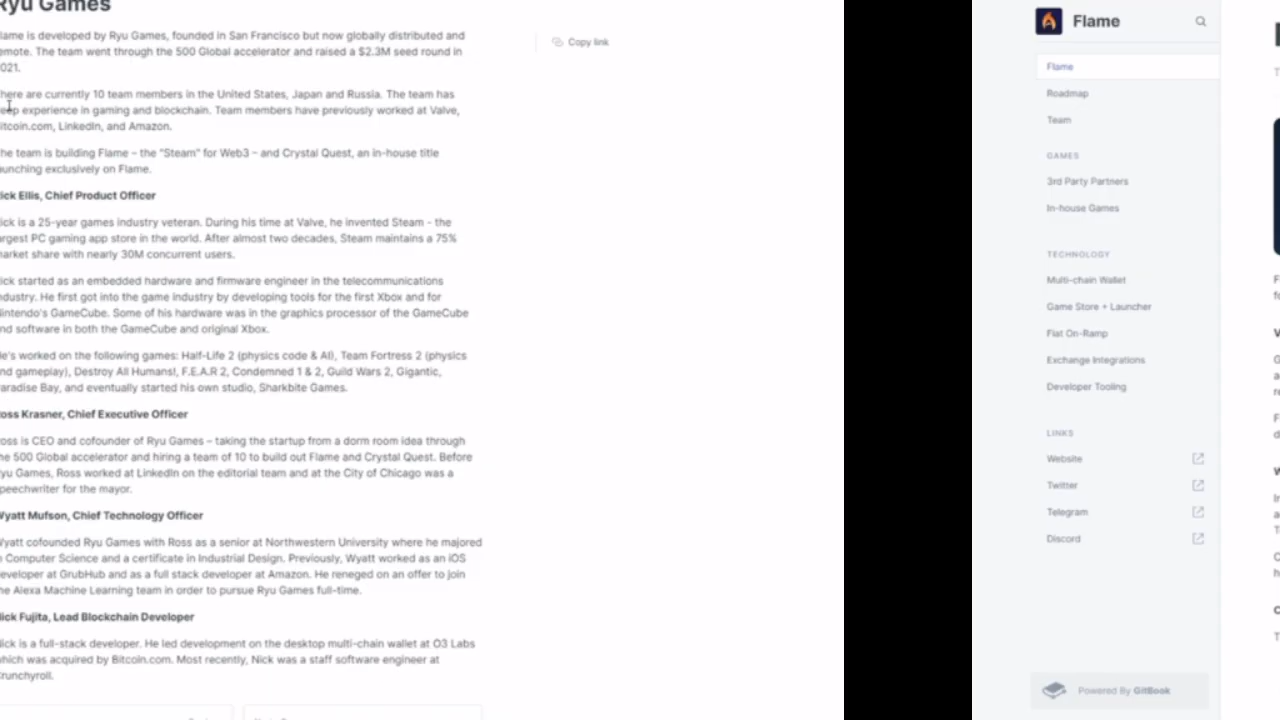 Ryu Games
lame is developed by Ryu Games, founded in San Francisco but now globally distributed and
emote. The team went through the 500 Global accelerator and raised a $2.3M seed round in
021.
here are currently 10 team members in the United States, Japan and Russia. The team has
eep experience in gaming and blockchain. Team members have previously worked at Valve,
itcoin.com, LinkedIn, and Amazon.
he team is building Flame – the "Steam" for Web3 – and Crystal Quest, an in-house title
aunching exclusively on Flame.
ick Ellis, Chief Product Officer
ick is a 25-year games industry veteran. During his time at Valve, he invented Steam - the
argest PC gaming app store in the world. After almost two decades, Steam maintains a 75%
arket share with nearly 30M concurrent users.
ick started as an embedded hardware and firmware engineer in the telecommunications
ndustry. He first got into the game industry by developing tools for the first Xbox and for
intendo's GameCube. Some of his hardware was in the graphics processor of the GameCube
nd software in both the GameCube and original Xbox.
e's worked on the following games: Half-Life 2 (physics code & AI), Team Fortress 2 (physics
nd gameplay), Destroy All Humans!, F.E.A.R 2, Condemned 1 & 2, Guild Wars 2, Gigantic,
aradise Bay, and eventually started his own studio, Sharkbite Games.
oss Krasner, Chief Executive Officer
oss is CEO and cofounder of Ryu Games – taking the startup from a dorm room idea through
he 500 Global accelerator and hiring a team of 10 to build out Flame and Crystal Quest. Before
yu Games, Ross worked at LinkedIn on the editorial team and at the City of Chicago was a
peechwriter for the mayor.
Wyatt Mufson, Chief Technology Officer
Wyatt cofounded Ryu Games with Ross as a senior at Northwestern University where he majored
n Computer Science and a certificate in Industrial Design. Previously, Wyatt worked as an iOS
eveloper at GrubHub and as a full stack developer at Amazon. He reneged on an offer to join
he Alexa Machine Learning team in order to pursue Ryu Games full-time.
ick Fujita, Lead Blockchain Developer
ick is a full-stack developer. He led development on the desktop multi-chain wallet at O3 Labs
hich was acquired by Bitcoin.com. Most recently, Nick was a staff software engineer at
runchyroll.
Copy link
Flame
Flame
Roadmap
Team
GAMES
3rd Party Partners
In-house Games
TECHNOLOGY
Multi-chain Wallet
Game Store + Launcher
Fiat On-Ramp
Exchange Integrations
Developer Tooling
LINKS
Website
Twitter
Telegram
Discord
Powered By GitBook